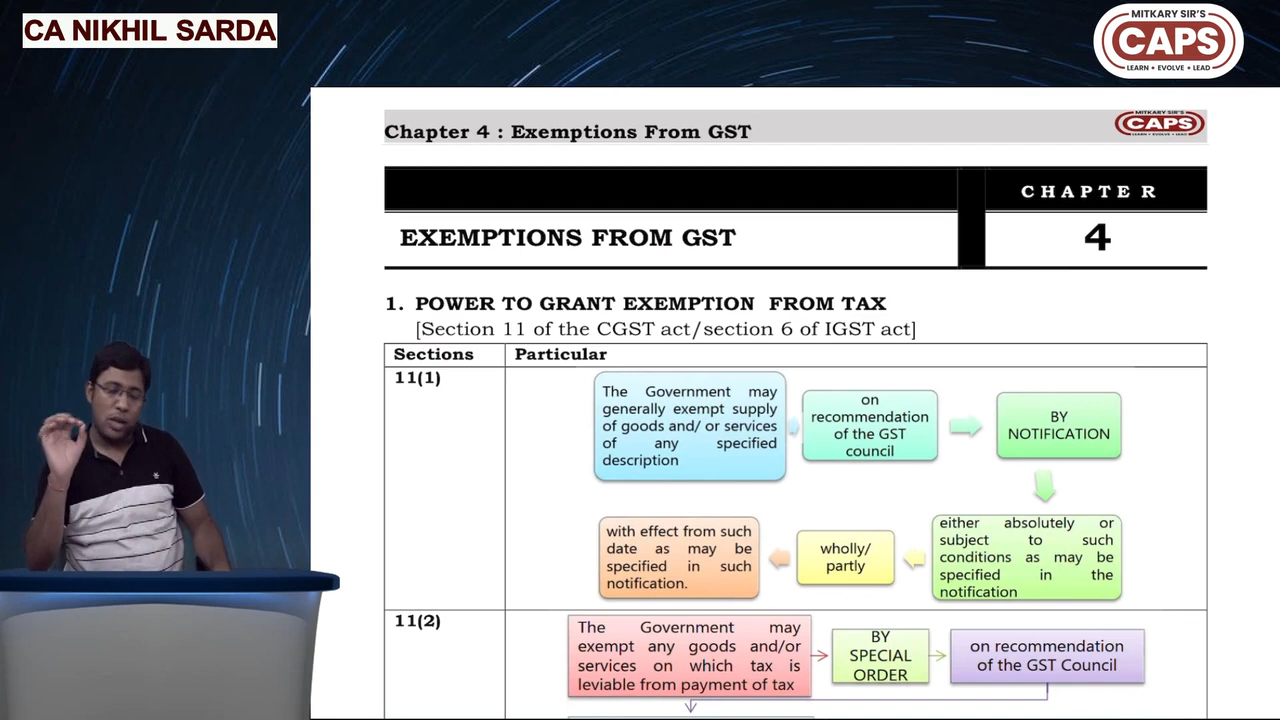 CA NIKHIL SARDA
MITKARY SIR'S
CAPS
LEARN • EVOLVE • LEAD
Chapter 4 : Exemptions From GST
MITKARY SIR'S
CAPS
LEARN • EVOLVE • LEAD
CHAPTER
EXEMPTIONS FROM GST
4
1. POWER TO GRANT EXEMPTION FROM TAX
[Section 11 of the CGST act/section 6 of IGST act]
Sections
Particular
11(1)
The Government may
generally exempt supply
of goods and/ or services
of any specified
description
on
recommendation
of the GST
council
BY
NOTIFICATION
either absolutely or
subject to such
conditions as may be
specified in the
notification
wholly/
partly
with effect from such
date as may be
specified in such
notification.
11(2)
The Government may
exempt any goods and/or
services on which tax is
leviable from payment of tax
BY
SPECIAL
ORDER
on recommendation
of the GST Council